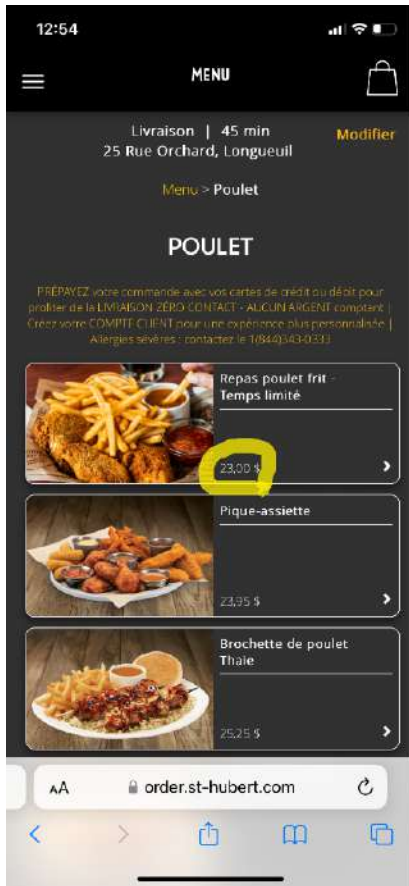 12:54
MENU
Livraison | 45 min
Modifier
25 Rue Orchard, Longueuil
Menu > Poulet
POULET
PRÉPAYEZ votre commande avec vos cartes de crédit ou débit pour
profiter de la LIVRAISON ZÉRO CONTACT - AUCUN ARGENT comptant |
Créez votre COMPTE CLIENT pour une expérience plus personnalisée |
Allergies sévères : contactez le 1(844)343-0333
Repas poulet frit -
Temps limité
23,00 $
Pique-assiette
23,95 $
Brochette de poulet
Thaie
25,25 $
AA
order.st-hubert.com